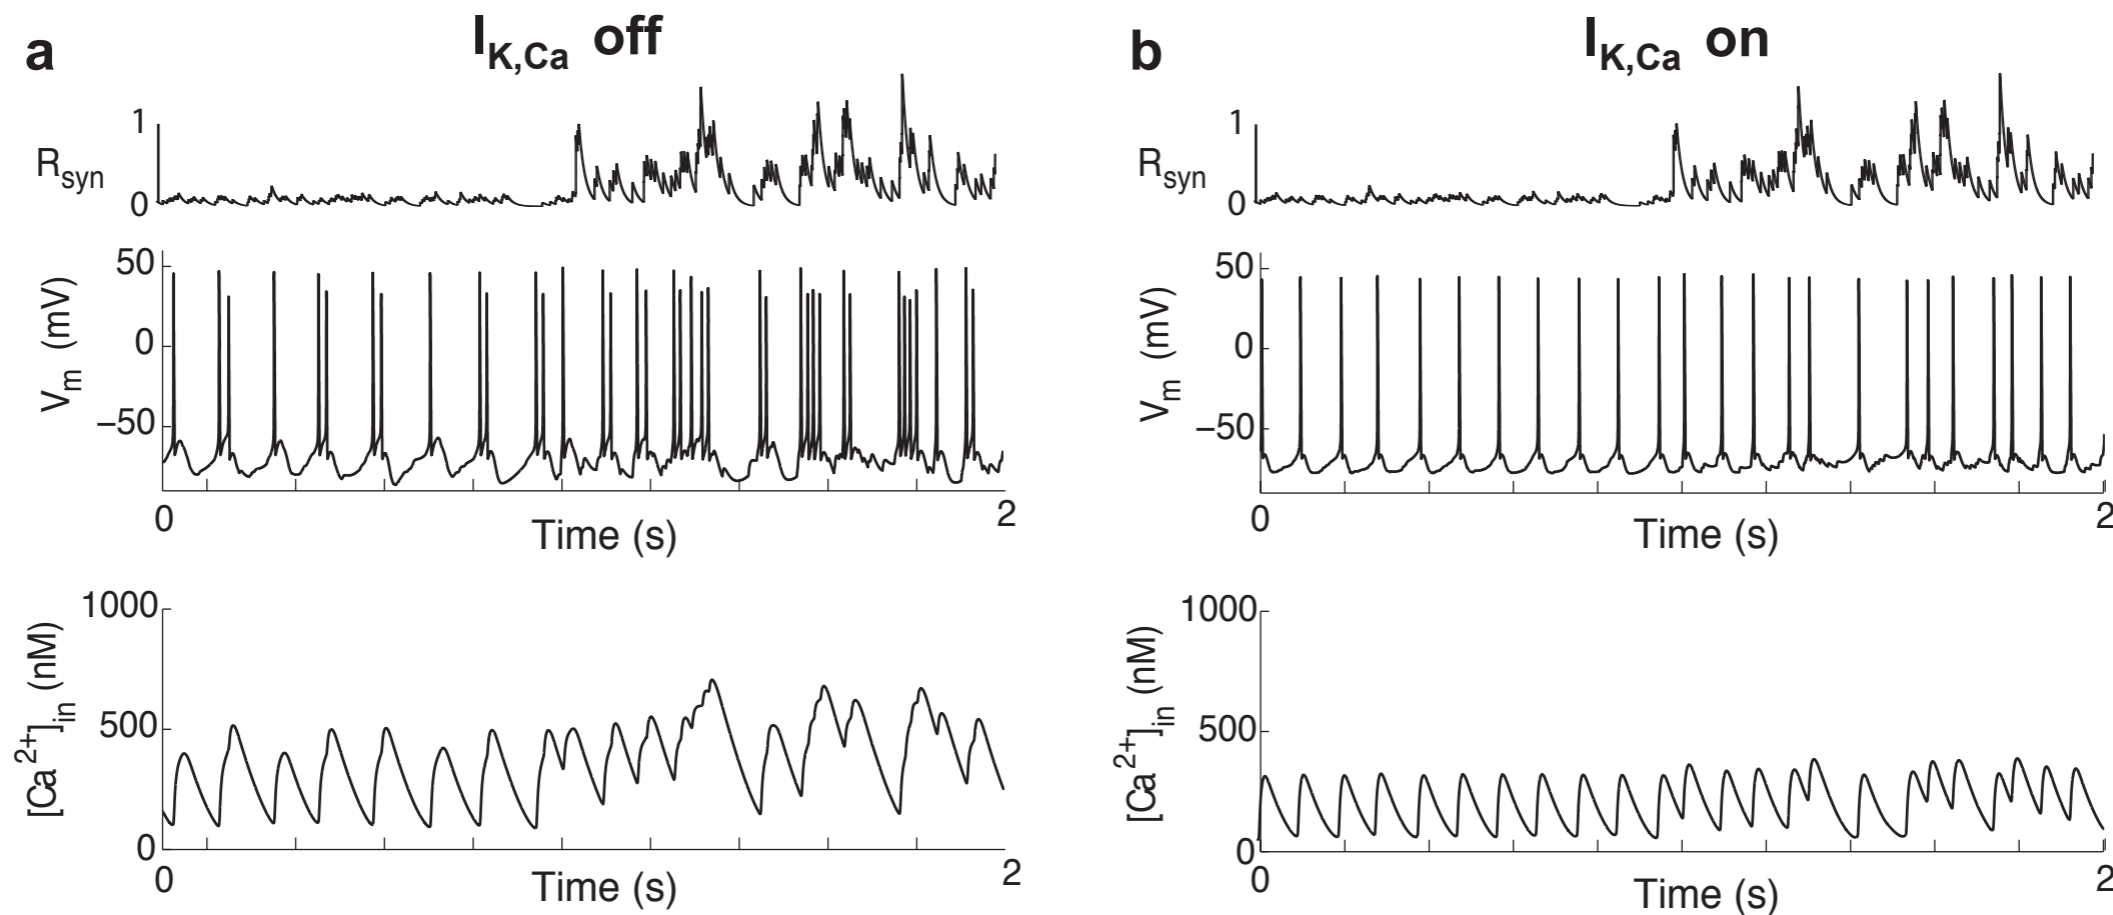 a
I_K,Ca off
R_syn
1
0
V_m (mV)
50
0
−50
0
2
Time (s)
[Ca^2+]_in (nM)
1000
500
0
0
2
Time (s)
b
I_K,Ca on
R_syn
1
0
V_m (mV)
50
0
−50
0
2
Time (s)
[Ca^2+]_in (nM)
1000
500
0
0
2
Time (s)